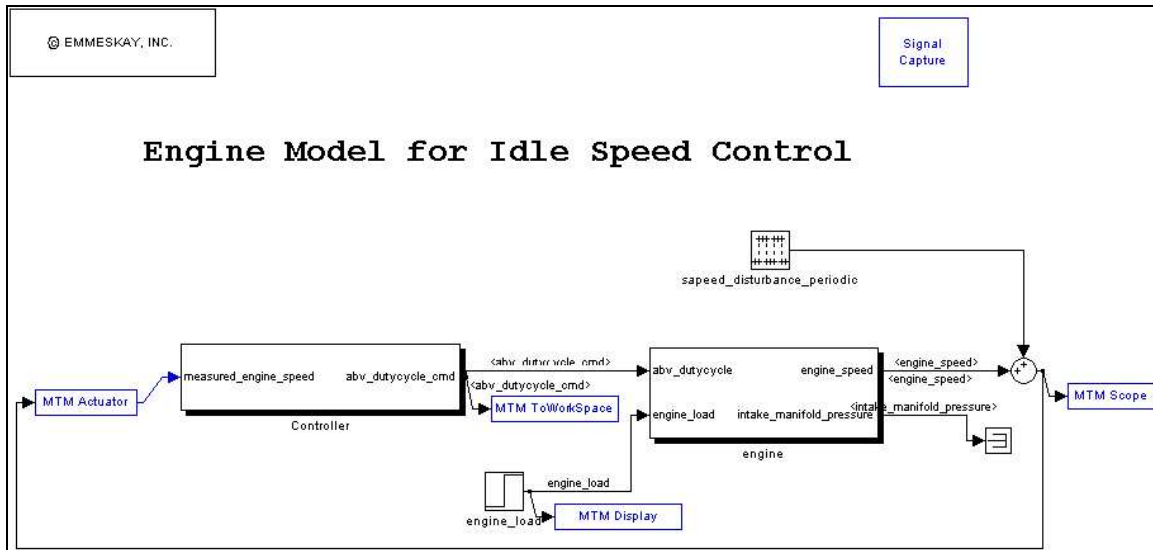 © EMMESKAY, INC.
Signal
Capture
Engine Model for Idle Speed Control
sapeed_disturbance_periodic
measured_engine_speed
abv_dutycycle_cmd
<abv_dutycycle_cmd>
<abv_dutycycle_cmd>
abv_dutycycle
engine_speed
<engine_speed>
<engine_speed>
MTM Actuator
MTM ToWorkSpace
MTM Scope
Controller
engine_load
intake_manifold_pressure
<intake_manifold_pressure>
engine
engine_load
engine_load
MTM Display